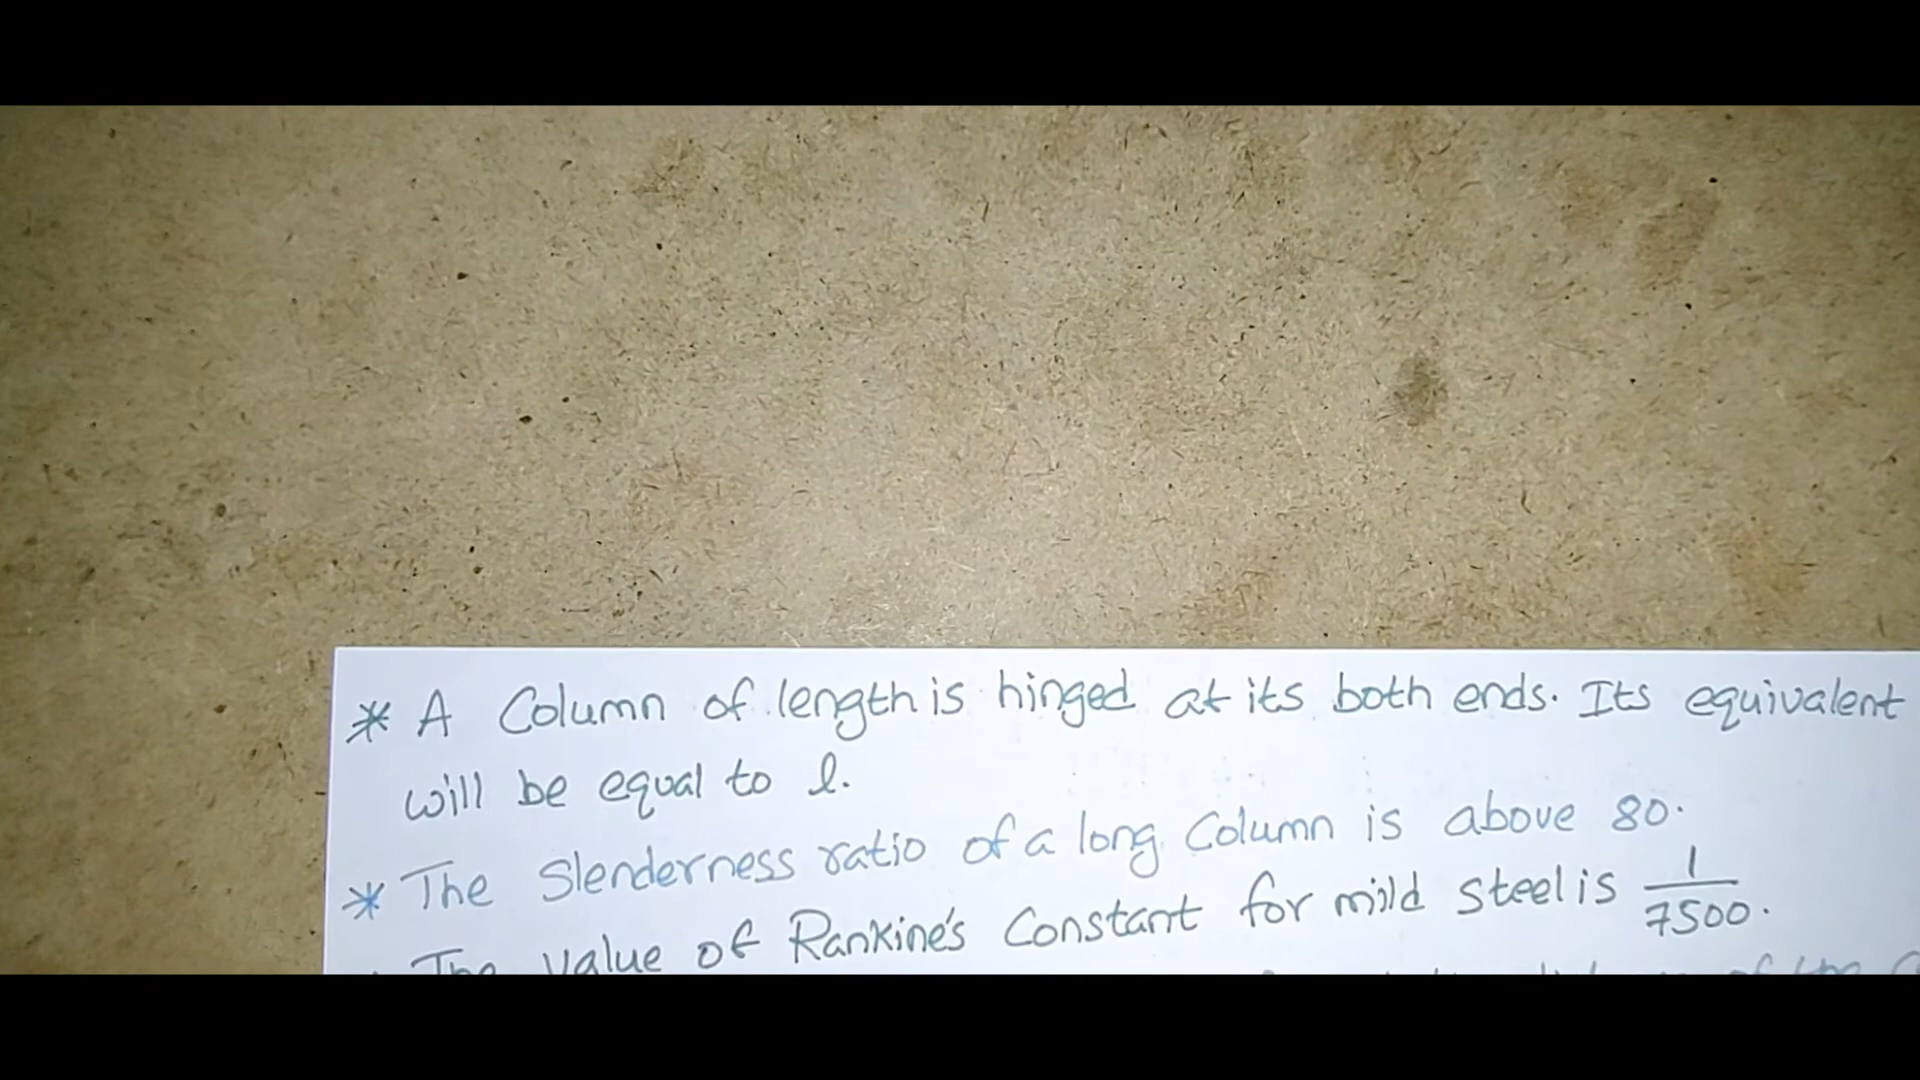 * A Column of length is hinged at its both ends. Its equivalent
will be equal to l.
* The Slenderness ratio of a long Column is above 80.
The value of Rankine's Constant for mild steel is 1/7500.